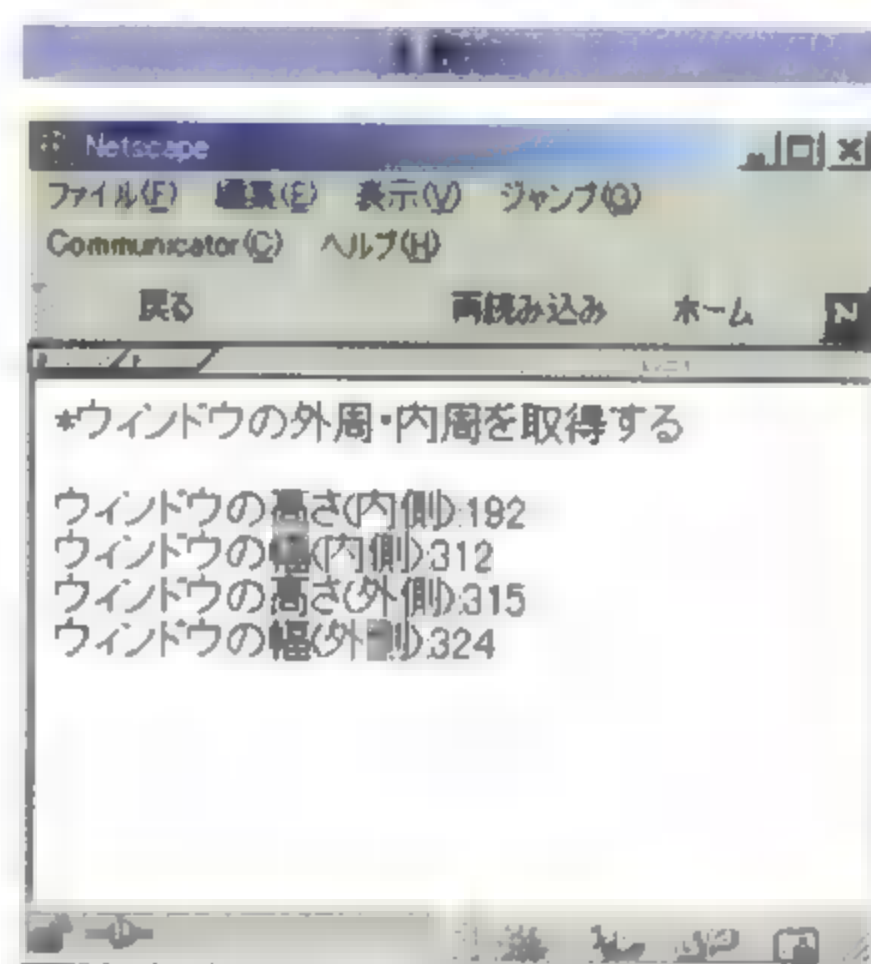 Netscape
ファイル(F) 編集(E) 表示(V) ジャンプ(G)
Communicator(C) ヘルプ(H)
戻る 再読み込み ホーム N
*ウィンドウの外周・内周を取得する
ウィンドウの高さ(内側):192
ウィンドウの幅(内側):312
ウィンドウの高さ(外側):315
ウィンドウの幅(外側):324